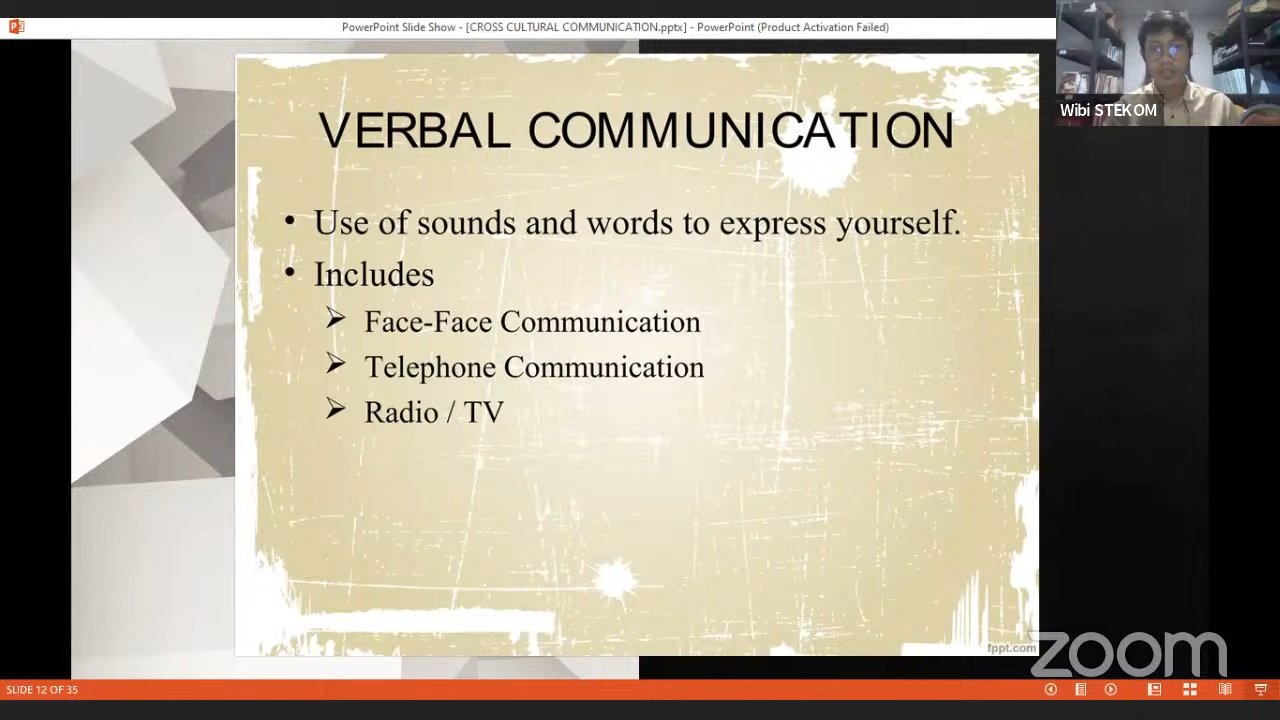 PowerPoint Slide Show - [CROSS CULTURAL COMMUNICATION.pptx] - PowerPoint (Product Activation Failed)
Wibi STEKOM
VERBAL COMMUNICATION
• Use of sounds and words to express yourself.
• Includes
➢ Face-Face Communication
➢ Telephone Communication
➢ Radio / TV
fppt.com
zoom
SLIDE 12 OF 35